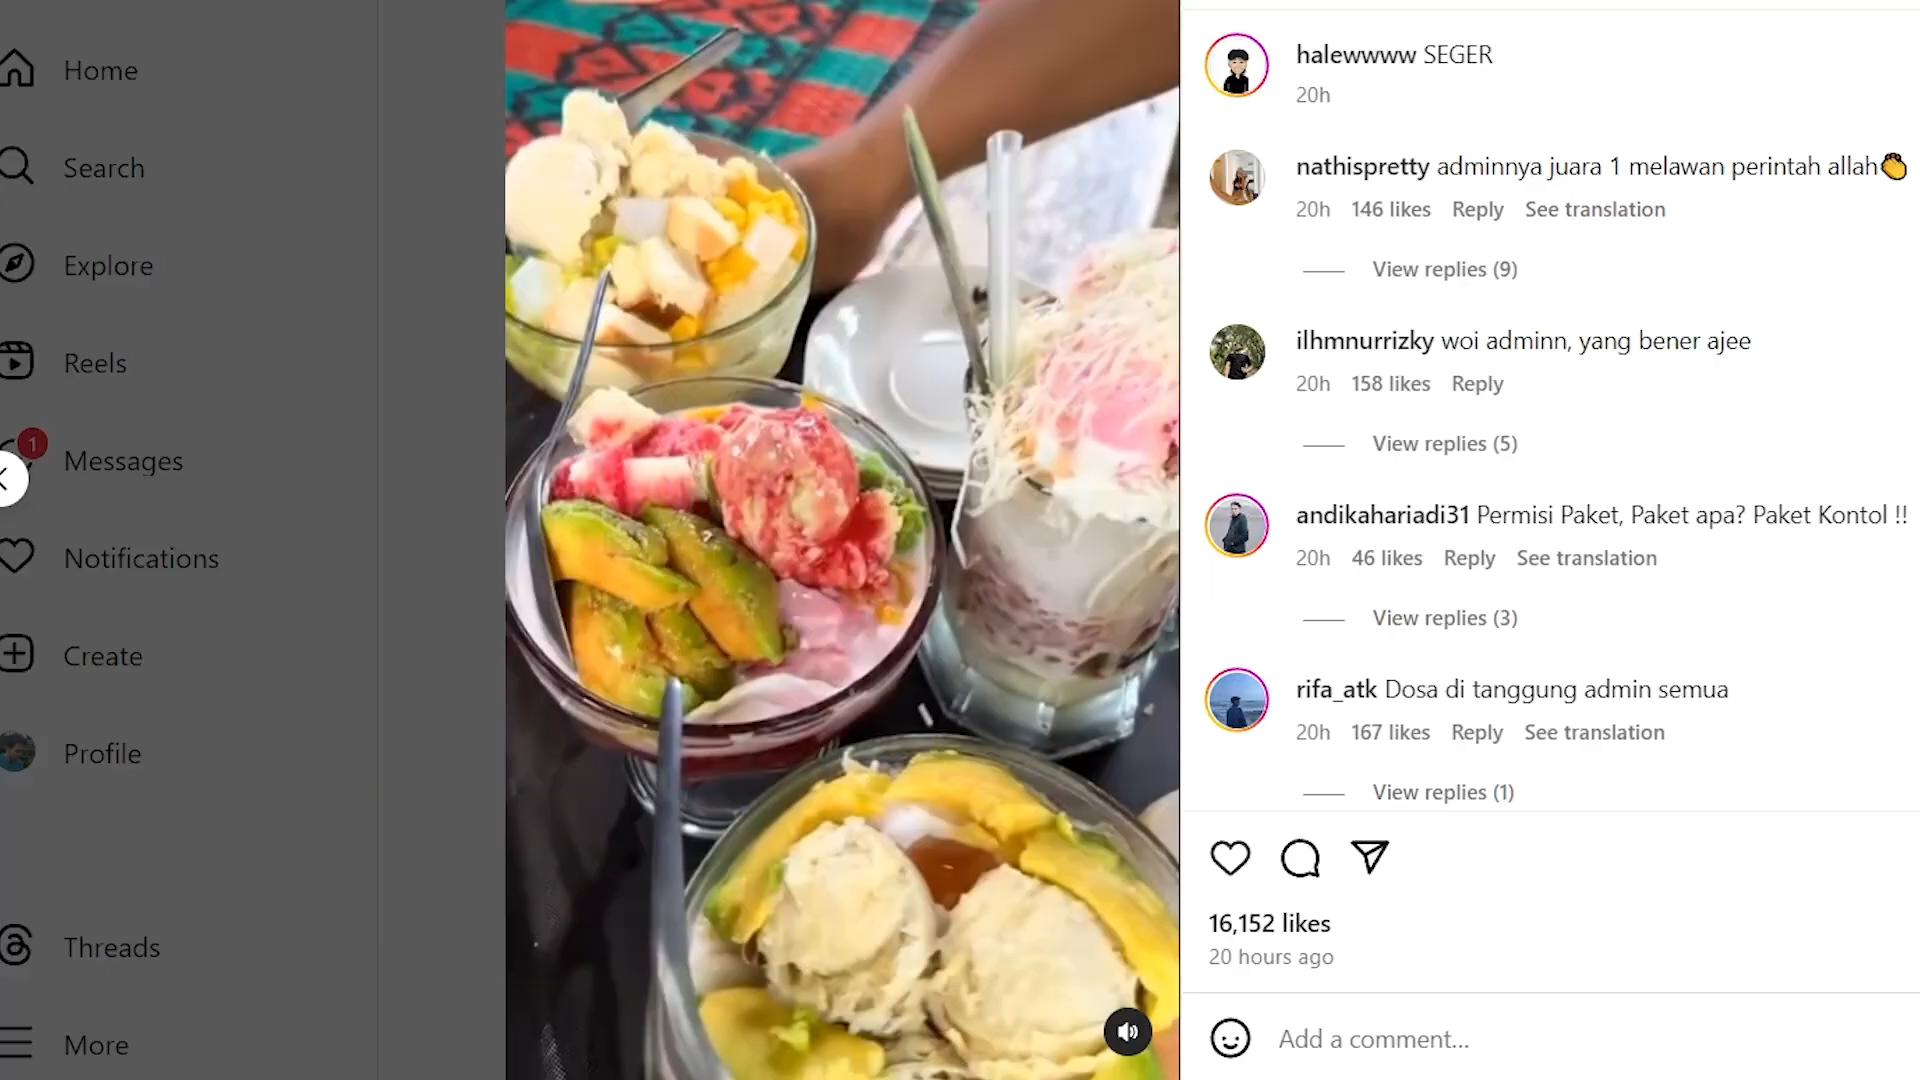 Home
Search
Explore
Reels
1
Messages
Notifications
Create
Profile
Threads
More
halewwww SEGER
20h
nathispretty adminnya juara 1 melawan perintah allah👏
20h 146 likes Reply See translation
View replies (9)
ilhmnurrizky woi adminn, yang bener ajee
20h 158 likes Reply
View replies (5)
andikahariadi31 Permisi Paket, Paket apa? Paket Kontol !!
20h 46 likes Reply See translation
View replies (3)
rifa_atk Dosa di tanggung admin semua
20h 167 likes Reply See translation
View replies (1)
16,152 likes
20 hours ago
Add a comment...